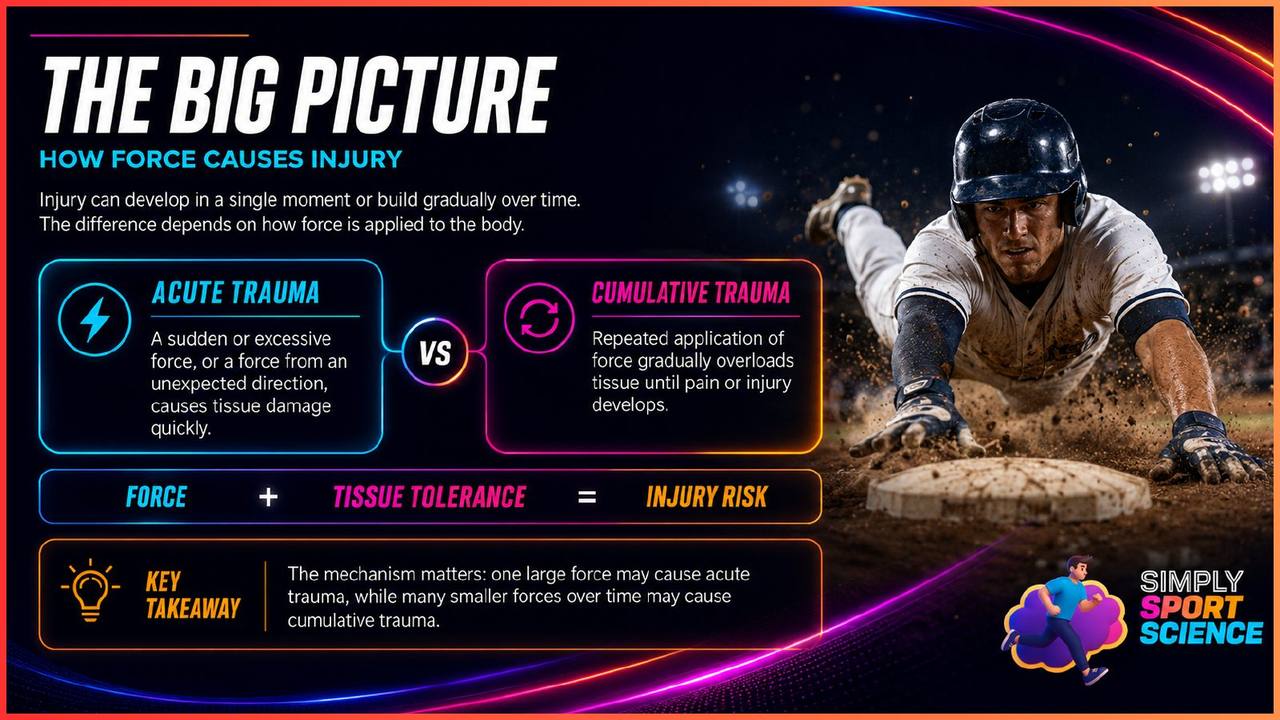 THE BIG PICTURE
HOW FORCE CAUSES INJURY
Injury can develop in a single moment or build gradually over time.
The difference depends on how force is applied to the body.
ACUTE TRAUMA
A sudden or excessive
force, or a force from an
unexpected direction,
causes tissue damage
quickly.
VS
CUMULATIVE TRAUMA
Repeated application of
force gradually overloads
tissue until pain or injury
develops.
FORCE + TISSUE TOLERANCE = INJURY RISK
KEY
TAKEAWAY
The mechanism matters: one large force may cause acute
trauma, while many smaller forces over time may cause
cumulative trauma.
SIMPLY
SPORT
SCIENCE